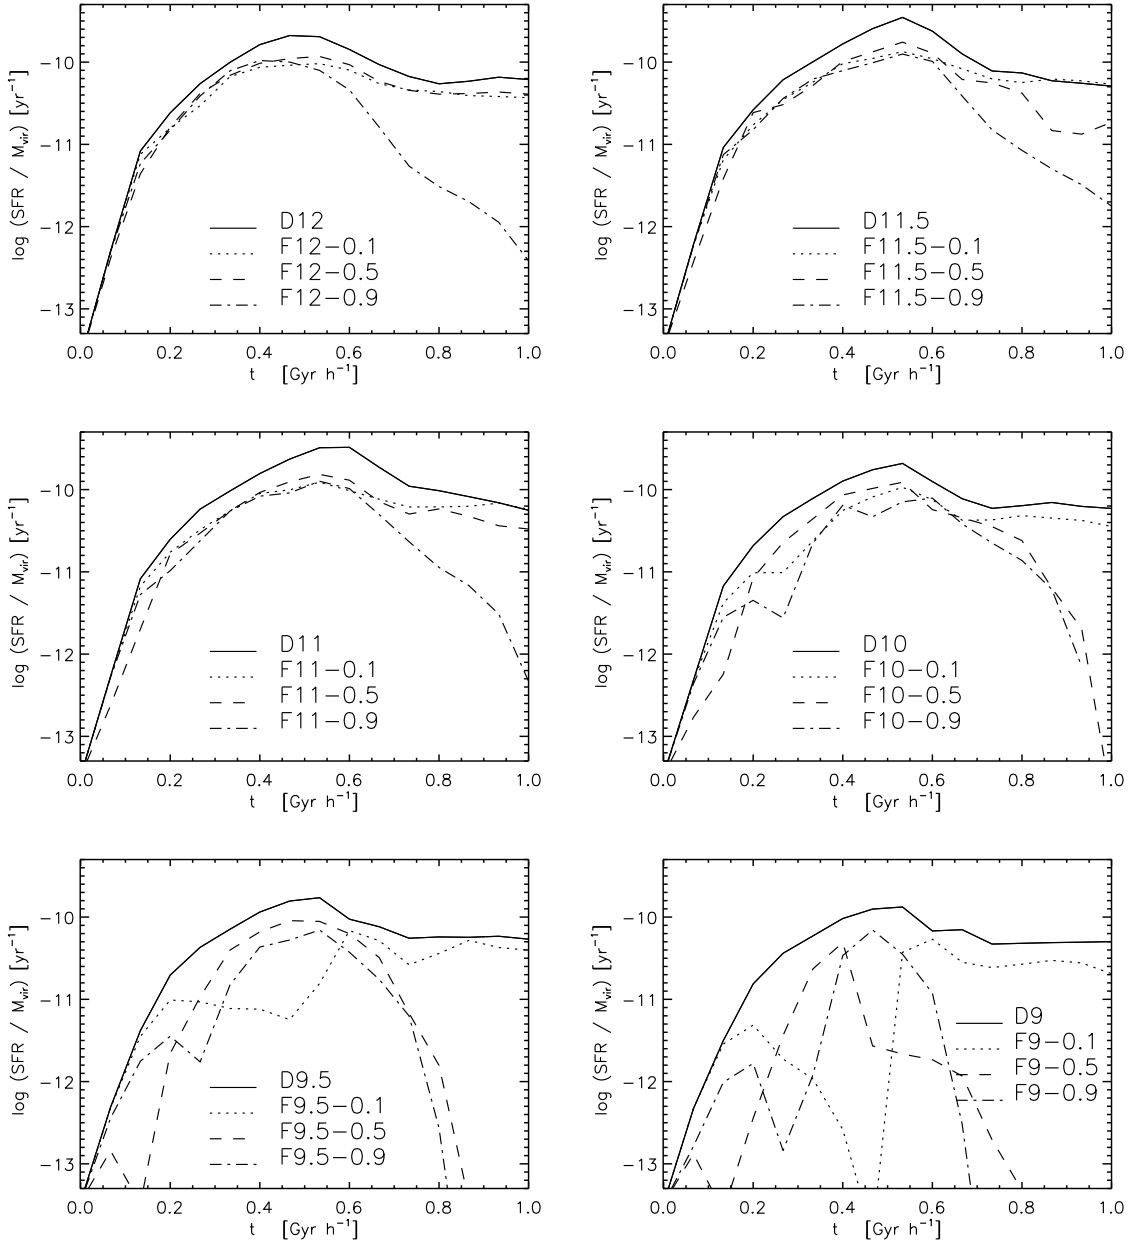 −10
−11
−12
−13
log (SFR / Mvir) [yr−1]
D12
F12−0.1
F12−0.5
F12−0.9
0.0 0.2 0.4 0.6 0.8 1.0
t [Gyr h−1]
−10
−11
−12
−13
log (SFR / Mvir) [yr−1]
D11.5
F11.5−0.1
F11.5−0.5
F11.5−0.9
0.0 0.2 0.4 0.6 0.8 1.0
t [Gyr h−1]
−10
−11
−12
−13
log (SFR / Mvir) [yr−1]
D11
F11−0.1
F11−0.5
F11−0.9
0.0 0.2 0.4 0.6 0.8 1.0
t [Gyr h−1]
−10
−11
−12
−13
log (SFR / Mvir) [yr−1]
D10
F10−0.1
F10−0.5
F10−0.9
0.0 0.2 0.4 0.6 0.8 1.0
t [Gyr h−1]
−10
−11
−12
−13
log (SFR / Mvir) [yr−1]
D9.5
F9.5−0.1
F9.5−0.5
F9.5−0.9
0.0 0.2 0.4 0.6 0.8 1.0
t [Gyr h−1]
−10
−11
−12
−13
log (SFR / Mvir) [yr−1]
D9
F9−0.1
F9−0.5
F9−0.9
0.0 0.2 0.4 0.6 0.8 1.0
t [Gyr h−1]